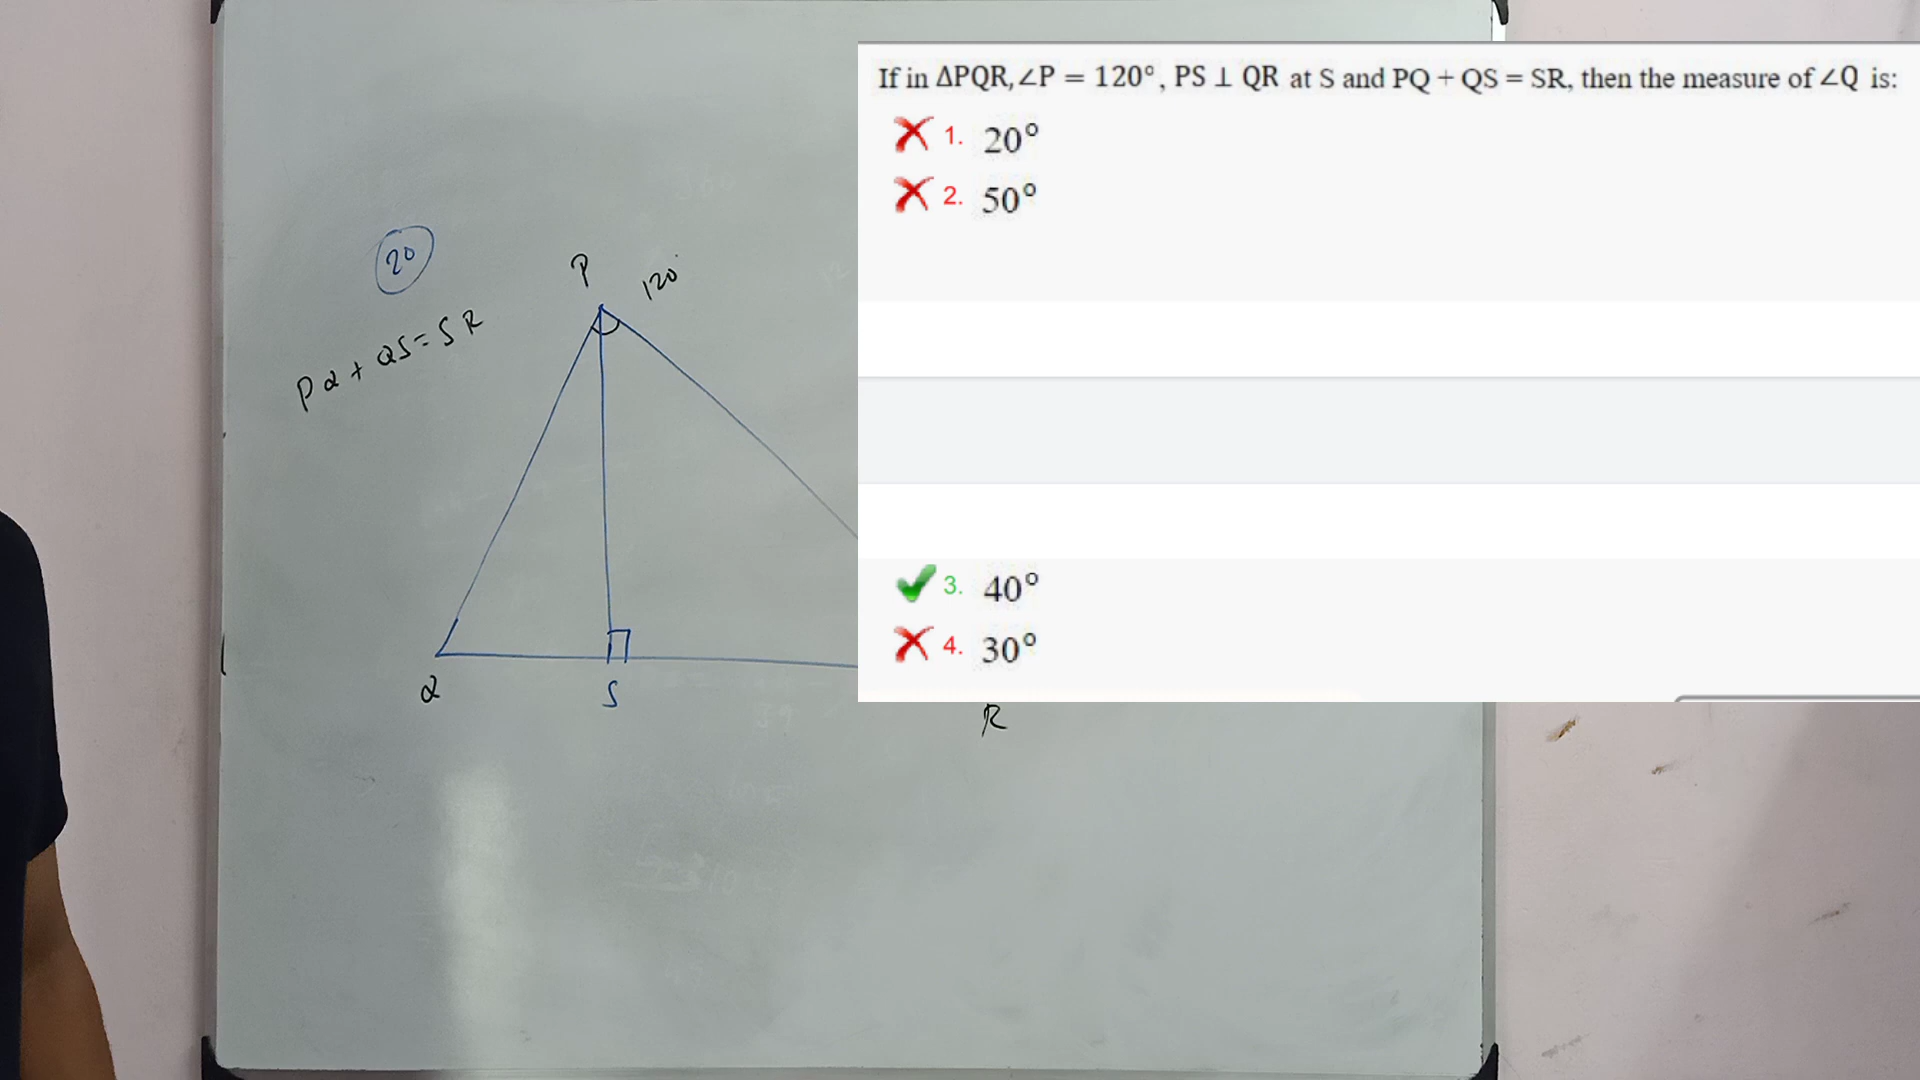 If in ΔPQR, ∠P = 120°, PS ⊥ QR at S and PQ + QS = SR, then the measure of ∠Q is:
1. 20°
2. 50°
3. 40°
4. 30°
20
PQ + QS = SR
P
120°
Q
S
R